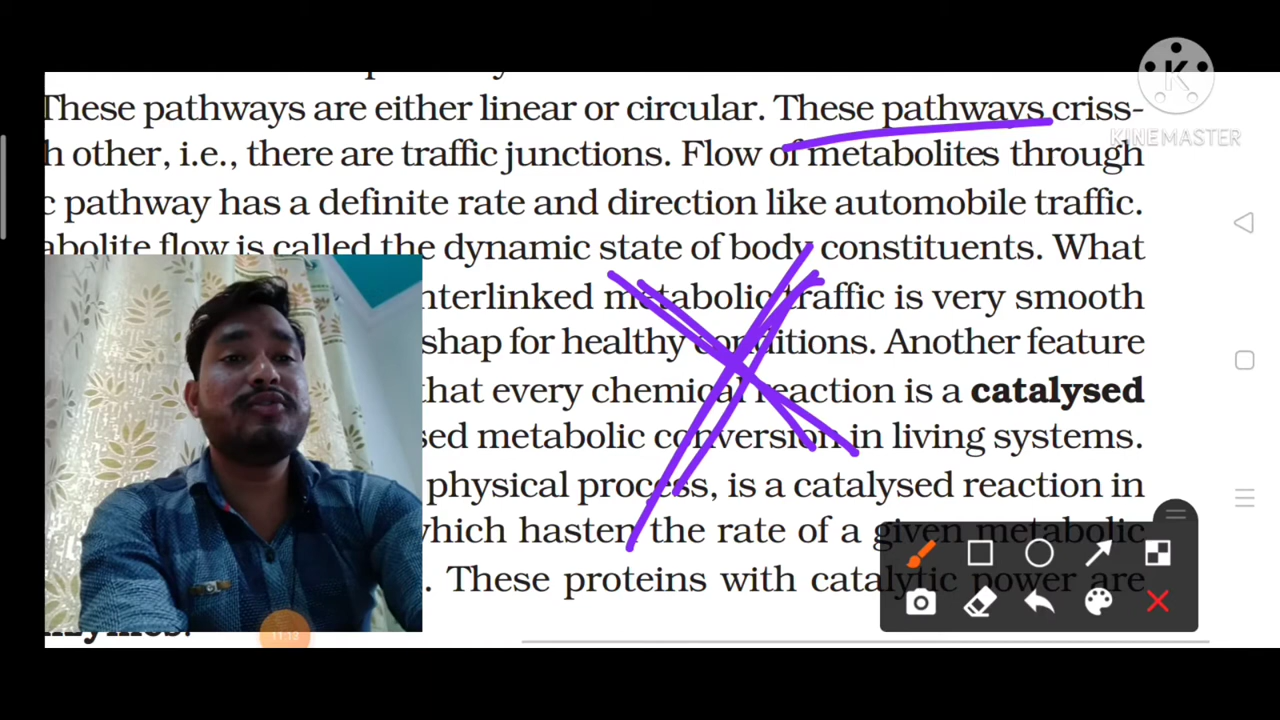 These pathways are either linear or circular. These pathways criss-
h other, i.e., there are traffic junctions. Flow of metabolites through
c pathway has a definite rate and direction like automobile traffic.
abolite flow is called the dynamic state of body constituents. What
nterlinked metabolic traffic is very smooth
shap for healthy conditions. Another feature
that every chemical reaction is a catalysed
sed metabolic conversion in living systems.
physical process, is a catalysed reaction in
which hasten the rate of a given metabolic
. These proteins with catalytic power are
nzymes.
K
KINEMASTER
11:13